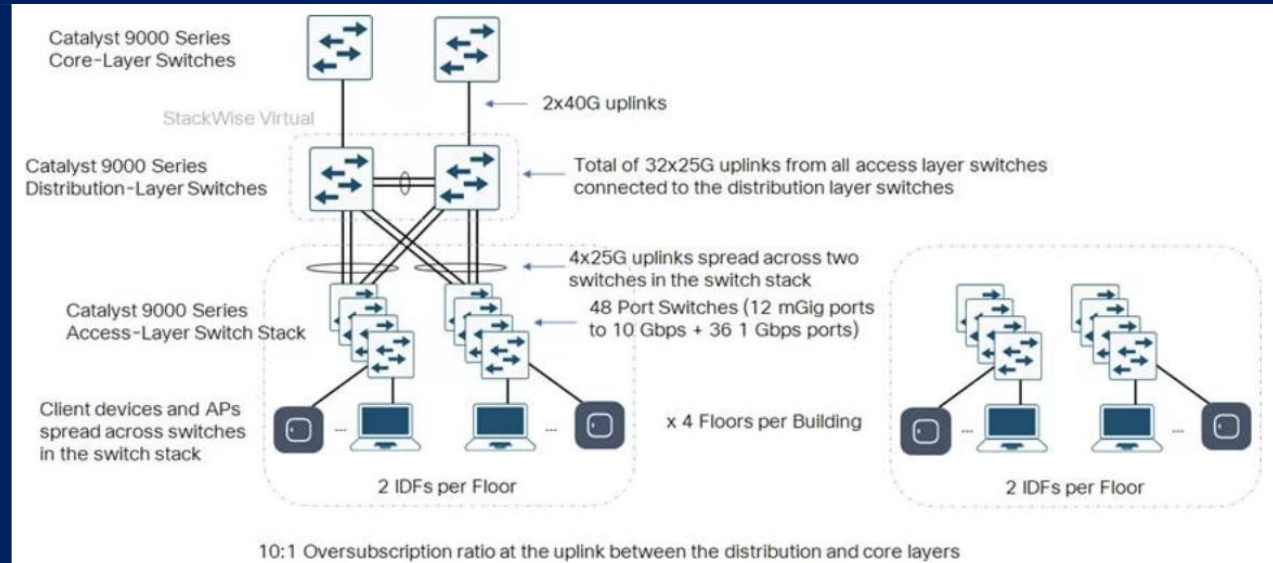 Catalyst 9000 Series
Core-Layer Switches
2x40G uplinks
StackWise Virtual
Catalyst 9000 Series
Distribution-Layer Switches
Total of 32x25G uplinks from all access layer switches
connected to the distribution layer switches
4x25G uplinks spread across two
switches in the switch stack
Catalyst 9000 Series
Access-Layer Switch Stack
48 Port Switches (12 mGig ports
to 10 Gbps + 36 1 Gbps ports)
Client devices and APs
spread across switches
in the switch stack
...
...
x 4 Floors per Building
...
...
2 IDFs per Floor
2 IDFs per Floor
10:1 Oversubscription ratio at the uplink between the distribution and core layers